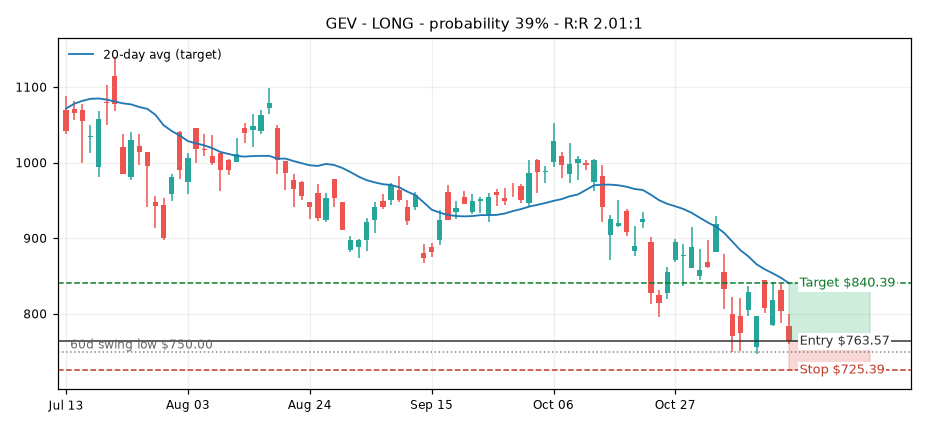 GEV - LONG - probability 39% - R:R 2.01:1
20-day avg (target)
1100
1000
900
800
Target $840.39
Entry $763.57
60d swing low $750.00
Stop $725.39
Jul 13
Aug 03
Aug 24
Sep 15
Oct 06
Oct 27